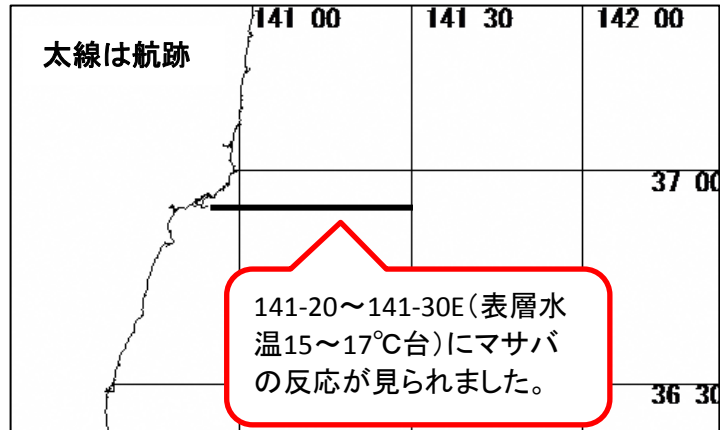 141 00
141 30
142 00
太線は航跡
37 00
141-20～141-30E（表層水
温15～17℃台）にマサバ
の反応が見られました。
36 30